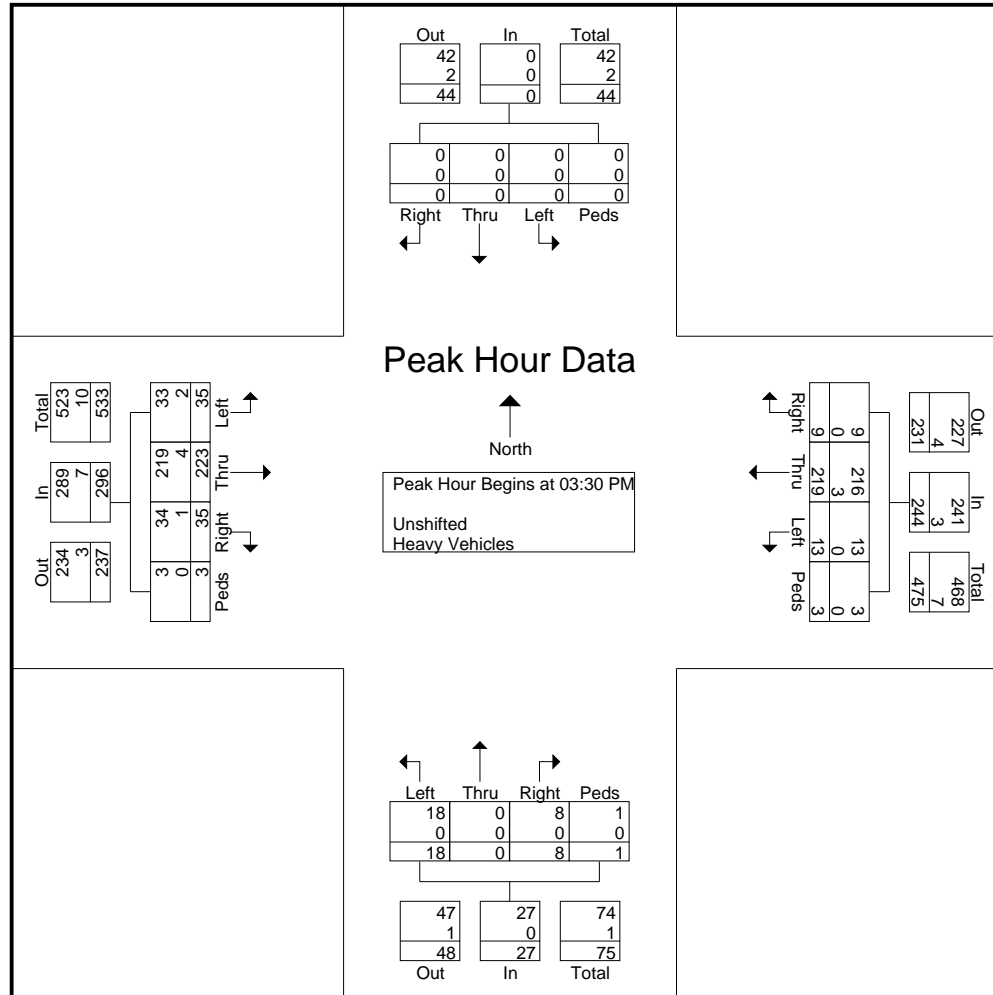 Out In Total
42 0 42
2 0 2
44 0 44
0 0 0 0
0 0 0 0
0 0 0 0
Right Thru Left Peds
Peak Hour Data
North
Peak Hour Begins at 03:30 PM
Unshifted
Heavy Vehicles
Total In Out
523 289 234
10 7 3
533 296 237
33 219 34 3
2 4 1 0
35 223 35 3
Left Thru Right Peds
Out In Total
227 241 468
4 3 7
231 244 475
9 216 13 3
0 3 0 0
9 219 13 3
Right Thru Left Peds
Left Thru Right Peds
18 0 8 1
0 0 0 0
18 0 8 1
47 27 74
1 0 1
48 27 75
Out In Total